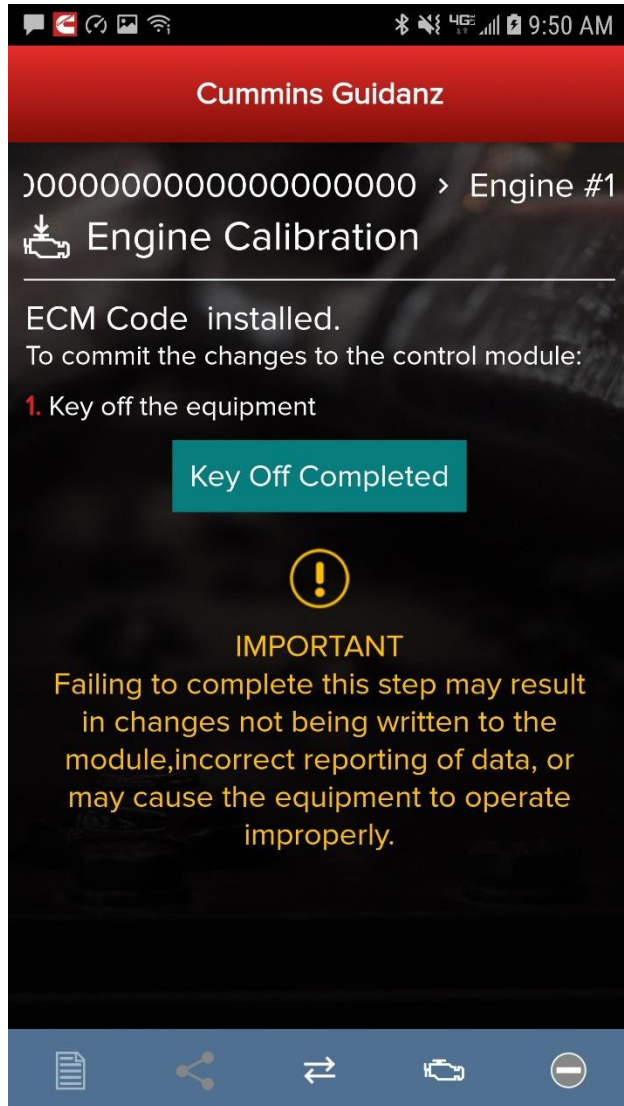 4G 9:50 AM
Cummins Guidanz
00000000000000000000 > Engine #1
Engine Calibration
ECM Code installed.
To commit the changes to the control module:
1. Key off the equipment
Key Off Completed
!
IMPORTANT
Failing to complete this step may result
in changes not being written to the
module,incorrect reporting of data, or
may cause the equipment to operate
improperly.